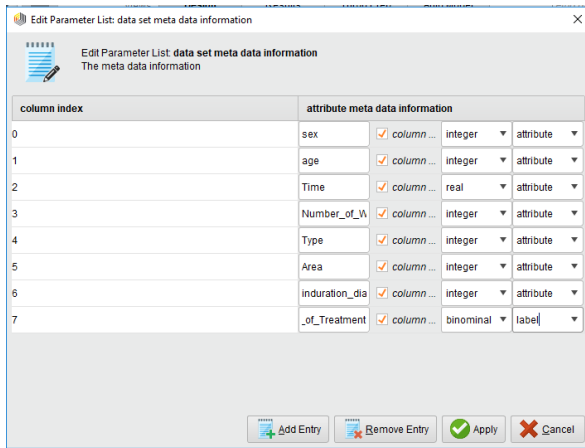 Edit Parameter List: data set meta data information
Edit Parameter List: data set meta data information
The meta data information
column index attribute meta data information
0 sex column ... integer attribute
1 age column ... integer attribute
2 Time column ... real attribute
3 Number_of_W column ... integer attribute
4 Type column ... integer attribute
5 Area column ... integer attribute
6 induration_dia column ... integer attribute
7 _of_Treatment column ... binominal label
Add Entry Remove Entry Apply Cancel